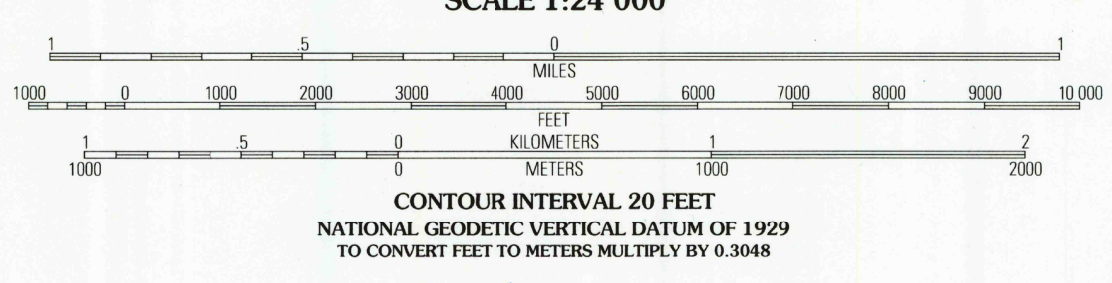 SCALE 1:24 000
1 .5 0 1
MILES
1000 0 1000 2000 3000 4000 5000 6000 7000 8000 9000 10 000
FEET
1 .5 0 KILOMETERS 1 2
1000 0 METERS 1000 2000
CONTOUR INTERVAL 20 FEET
NATIONAL GEODETIC VERTICAL DATUM OF 1929
TO CONVERT FEET TO METERS MULTIPLY BY 0.3048